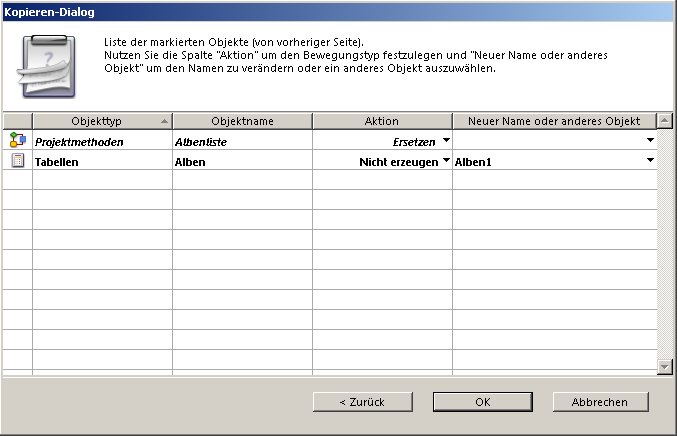 Kopieren-Dialog
Liste der markierten Objekte (von vorheriger Seite).
Nutzen Sie die Spalte "Aktion" um den Bewegungstyp festzulegen und "Neuer Name oder anderes
Objekt" um den Namen zu verändern oder ein anderes Objekt auszuwählen.
Objekttyp Objektname Aktion Neuer Name oder anderes Objekt
Projektmethoden Albenliste Ersetzen
Tabellen Alben Nicht erzeugen Alben1
< Zurück OK Abbrechen